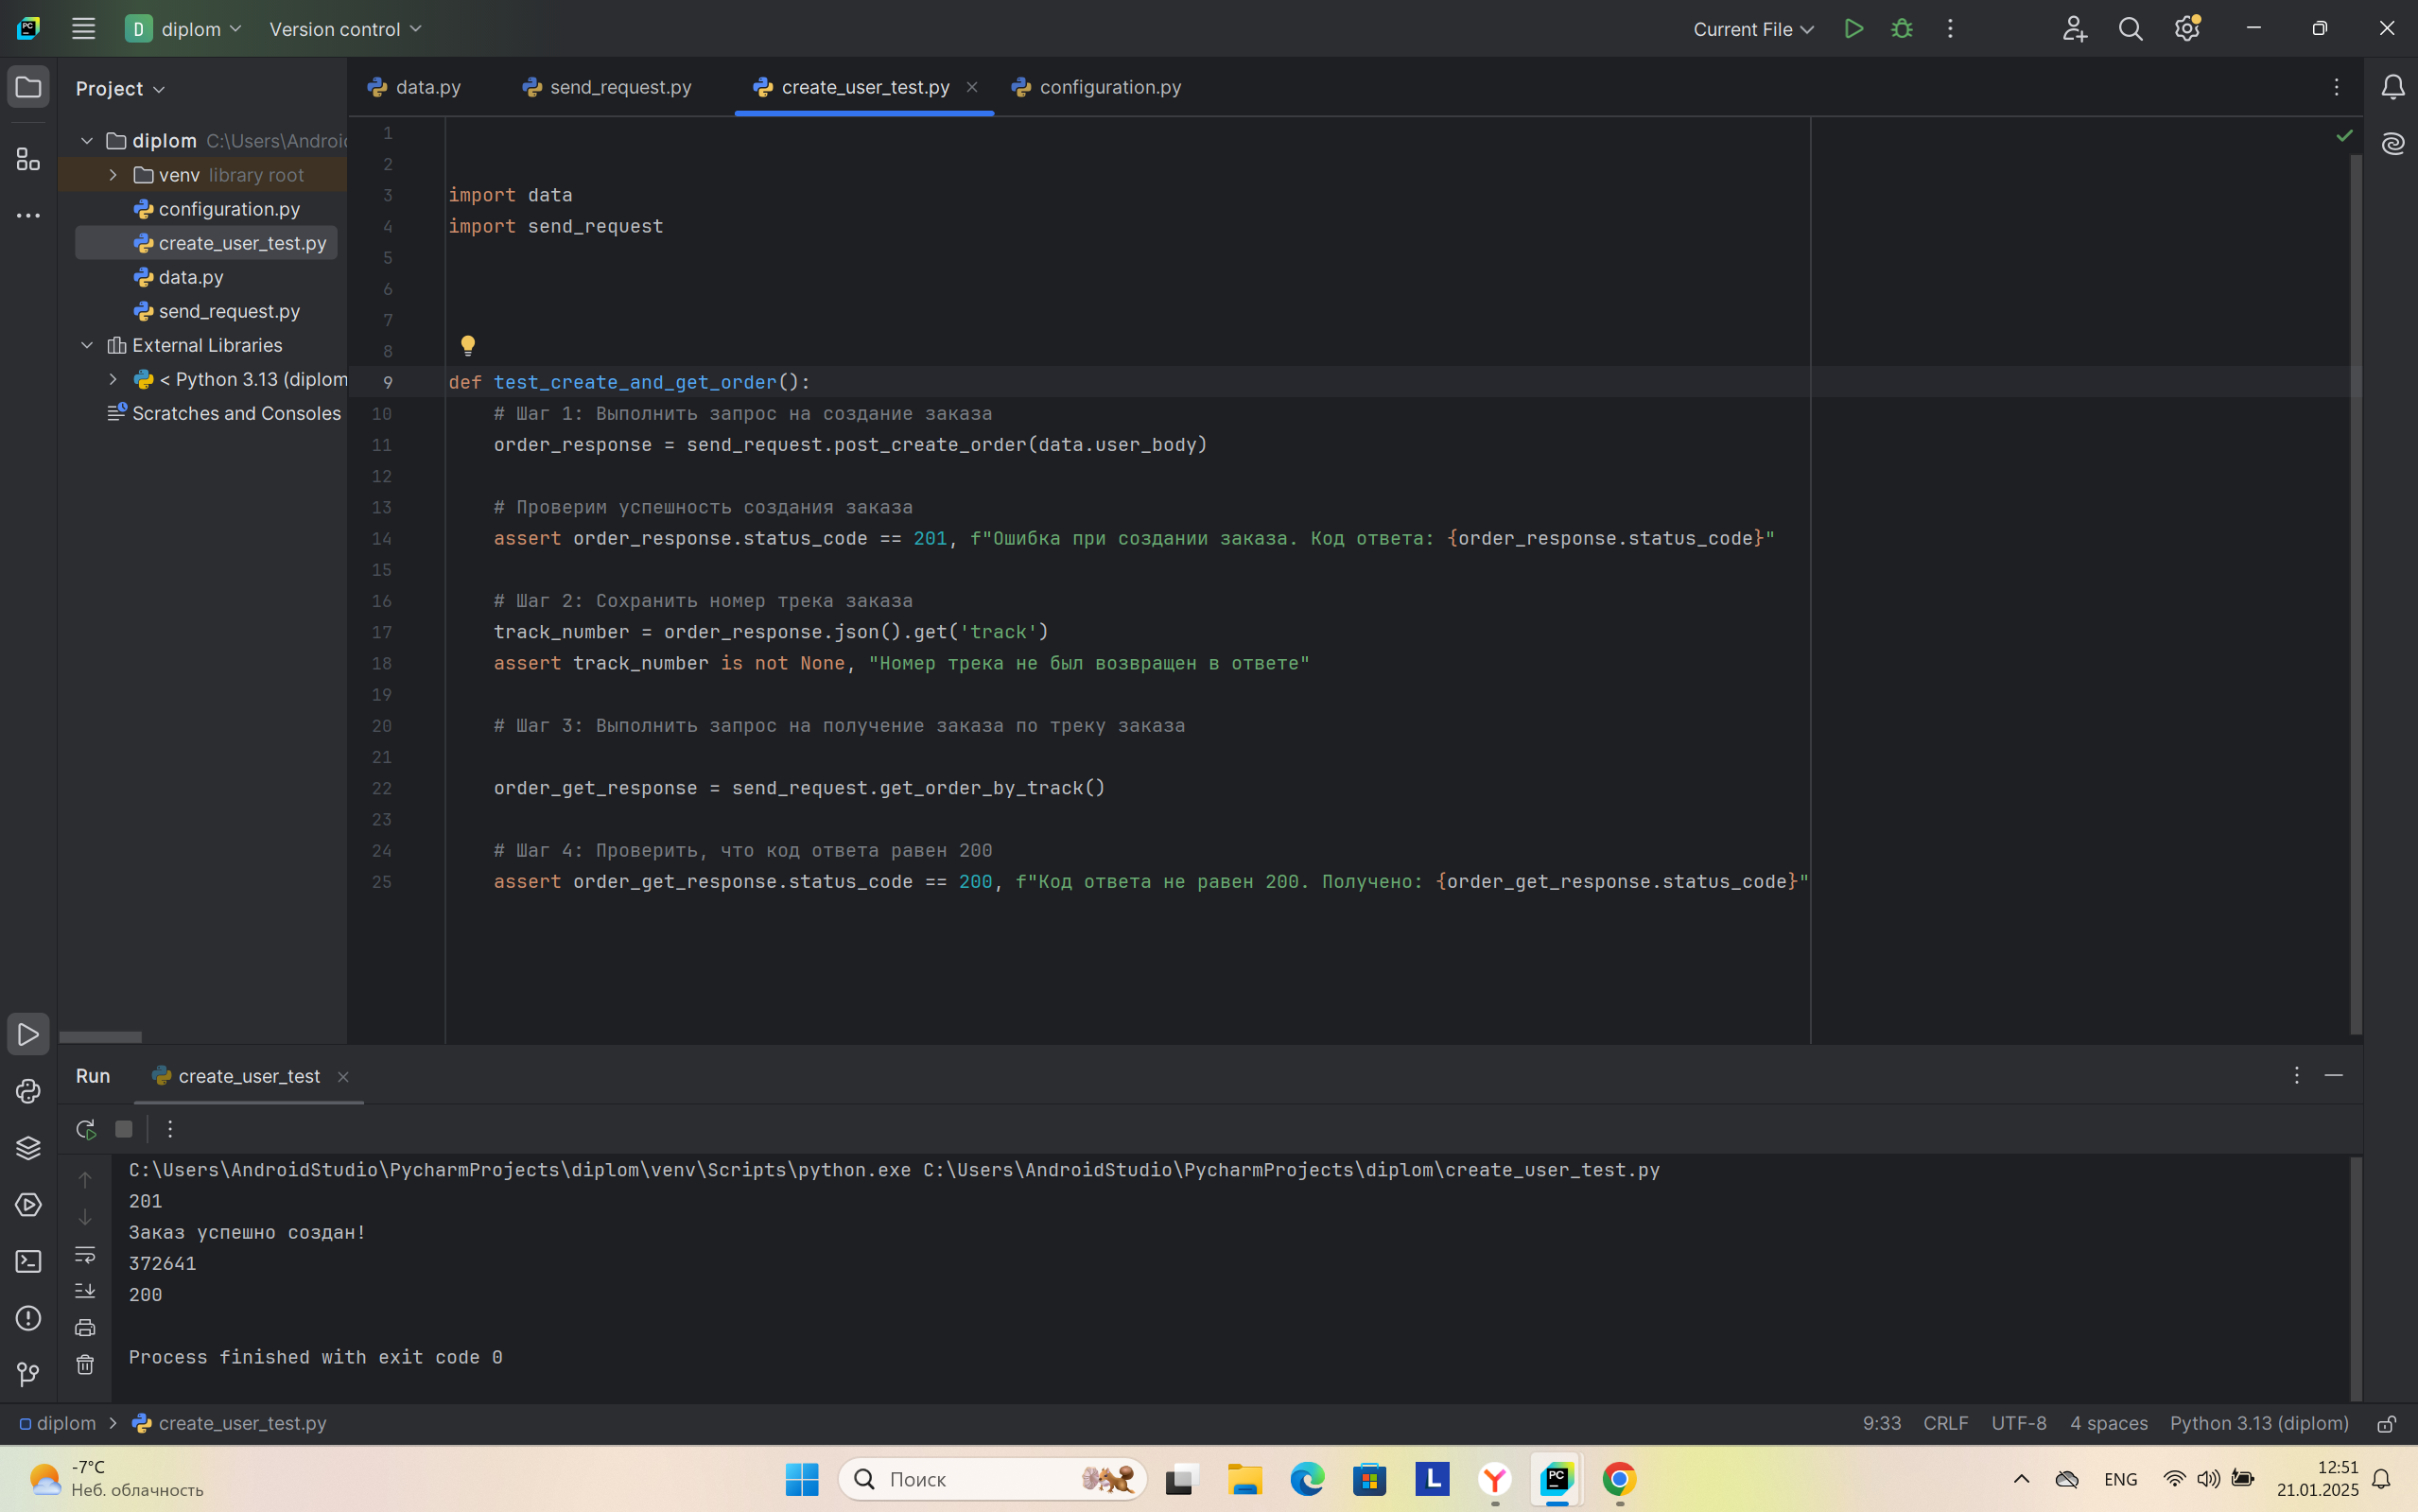 D diplom Version control Current File
Project
data.py send_request.py create_user_test.py configuration.py
diplom C:\Users\Androi
venv library root
configuration.py
create_user_test.py
data.py
send_request.py
External Libraries
< Python 3.13 (diplom
Scratches and Consoles
1
2
3 import data
4 import send_request
5
6
7
8
9 def test_create_and_get_order():
10 # Шаг 1: Выполнить запрос на создание заказа
11 order_response = send_request.post_create_order(data.user_body)
12
13 # Проверим успешность создания заказа
14 assert order_response.status_code == 201, f"Ошибка при создании заказа. Код ответа: {order_response.status_code}"
15
16 # Шаг 2: Сохранить номер трека заказа
17 track_number = order_response.json().get('track')
18 assert track_number is not None, "Номер трека не был возвращен в ответе"
19
20 # Шаг 3: Выполнить запрос на получение заказа по треку заказа
21
22 order_get_response = send_request.get_order_by_track()
23
24 # Шаг 4: Проверить, что код ответа равен 200
25 assert order_get_response.status_code == 200, f"Код ответа не равен 200. Получено: {order_get_response.status_code}"
Run create_user_test
C:\Users\AndroidStudio\PycharmProjects\diplom\venv\Scripts\python.exe C:\Users\AndroidStudio\PycharmProjects\diplom\create_user_test.py
201
Заказ успешно создан!
372641
200
Process finished with exit code 0
diplom > create_user_test.py 9:33 CRLF UTF-8 4 spaces Python 3.13 (diplom)
-7°C
Неб. облачность
Поиск
ENG
12:51
21.01.2025